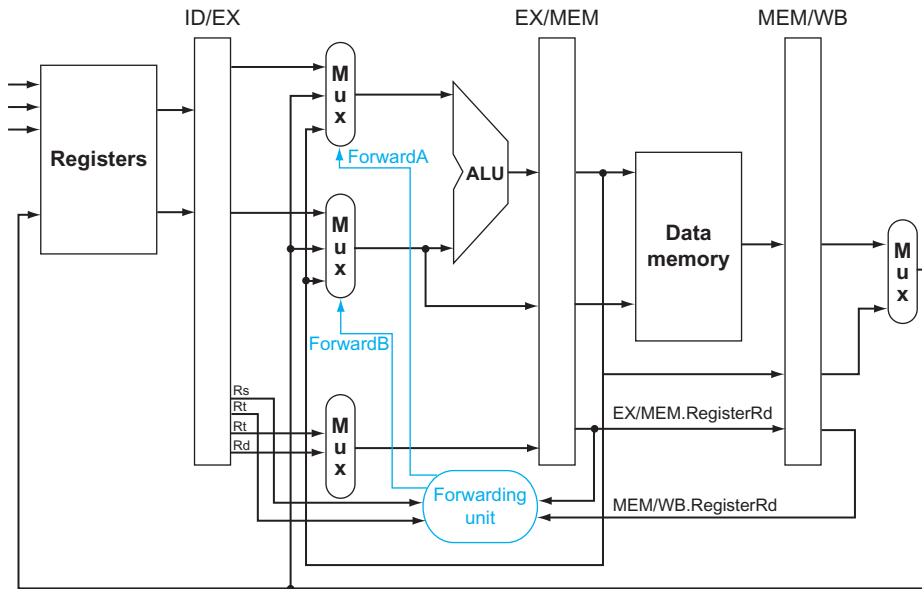 ID/EX
EX/MEM
MEM/WB
M
u
x
Registers
ForwardA
ALU
M
u
x
Data
memory
M
u
x
ForwardB
Rs
Rt
Rt
Rd
M
u
x
EX/MEM.RegisterRd
Forwarding
unit
MEM/WB.RegisterRd